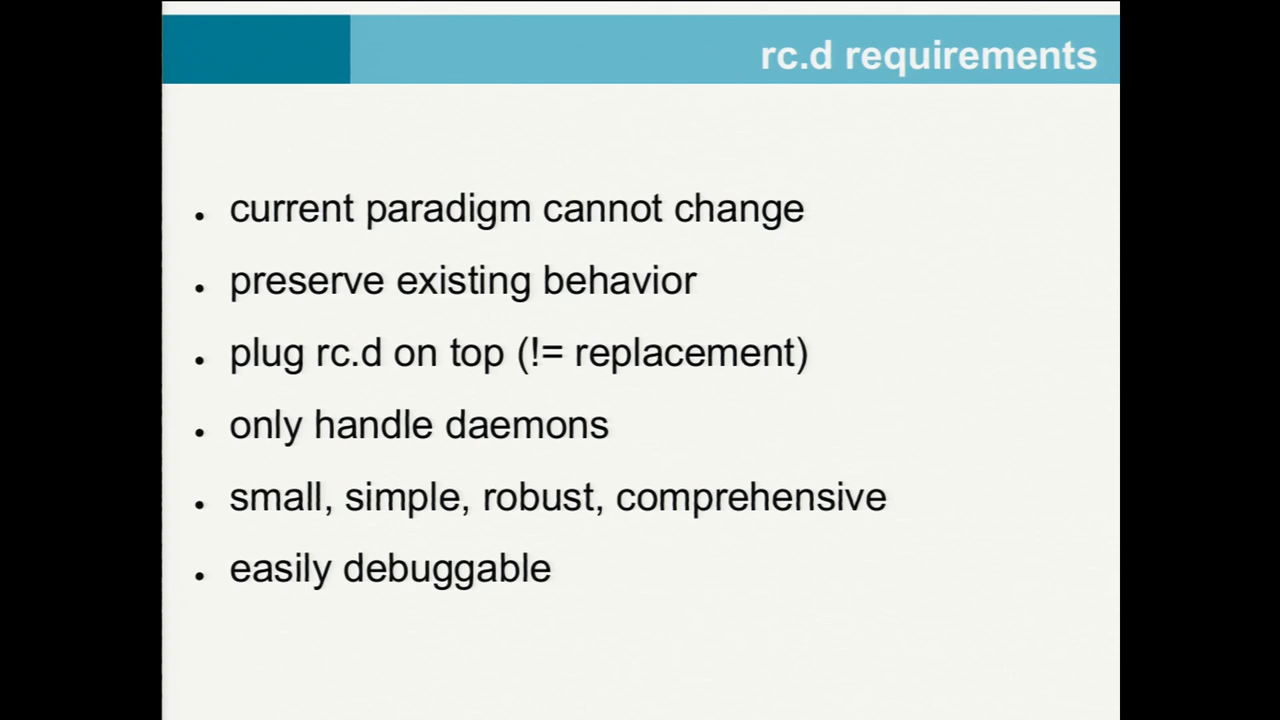 rc.d requirements
current paradigm cannot change
preserve existing behavior
plug rc.d on top (!= replacement)
only handle daemons
small, simple, robust, comprehensive
easily debuggable